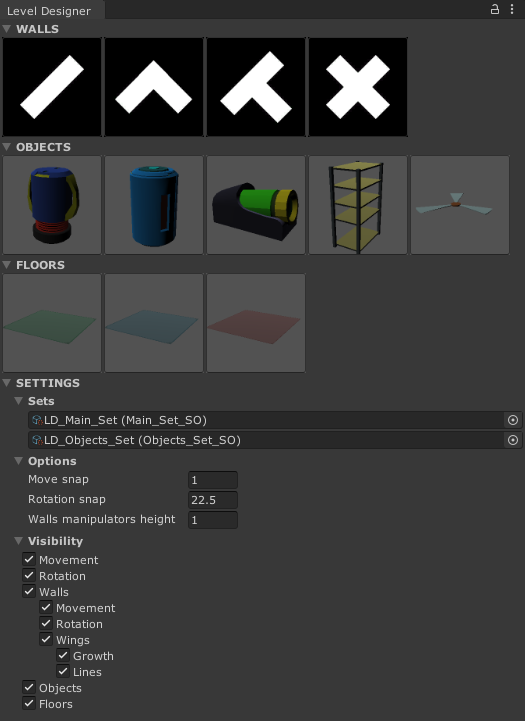 Level Designer
WALLS
OBJECTS
FLOORS
SETTINGS
Sets
LD_Main_Set (Main_Set_SO)
LD_Objects_Set (Objects_Set_SO)
Options
Move snap 1
Rotation snap 22.5
Walls manipulators height 1
Visibility
Movement
Rotation
Walls
Movement
Rotation
Wings
Growth
Lines
Objects
Floors